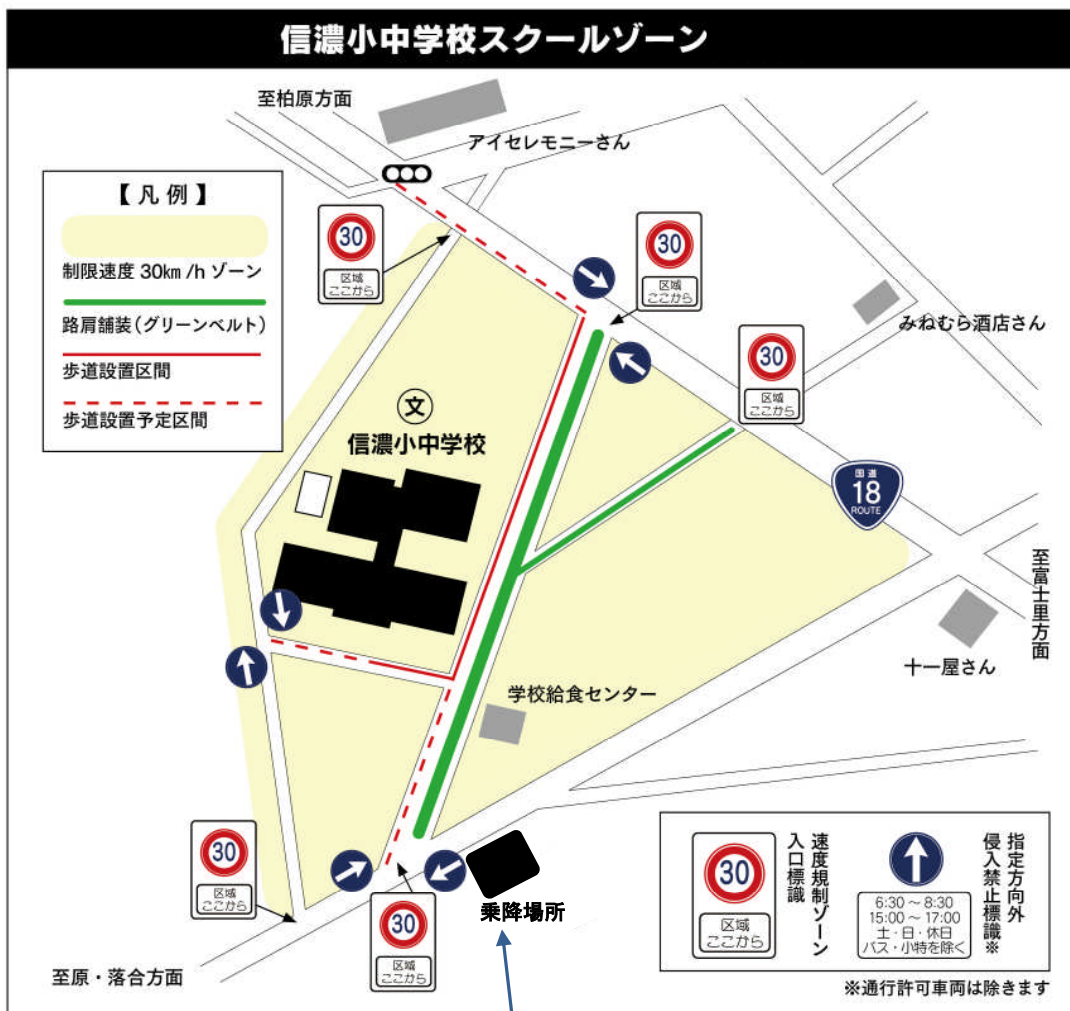 信濃小中学校スクールゾーン
至柏原方面
アイセレモニーさん
【 凡 例 】
制限速度 30km /h ゾーン
路肩舗装(グリーンベルト)
歩道設置区間
歩道設置予定区間
30
区域
ここから
30
区域
ここから
みねむら酒店さん
30
区域
ここから
文
信濃小中学校
国道
18
ROUTE
至富士里方面
十一屋さん
学校給食センター
30
区域
ここから
30
区域
ここから
乗降場所
至原・落合方面
30
区域
ここから
速度規制ゾーン
入口標識
6:30 ~ 8:30
15:00 ~ 17:00
土・日・休日
バス・小特を除く
指定方向外
侵入禁止標識※
※通行許可車両は除きます